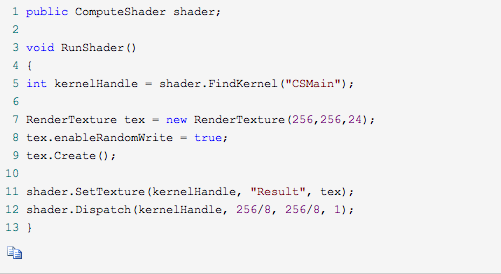 1 public ComputeShader shader;
2
3 void RunShader()
4 {
5 int kernelHandle = shader.FindKernel("CSMain");
6
7 RenderTexture tex = new RenderTexture(256,256,24);
8 tex.enableRandomWrite = true;
9 tex.Create();
10
11 shader.SetTexture(kernelHandle, "Result", tex);
12 shader.Dispatch(kernelHandle, 256/8, 256/8, 1);
13 }